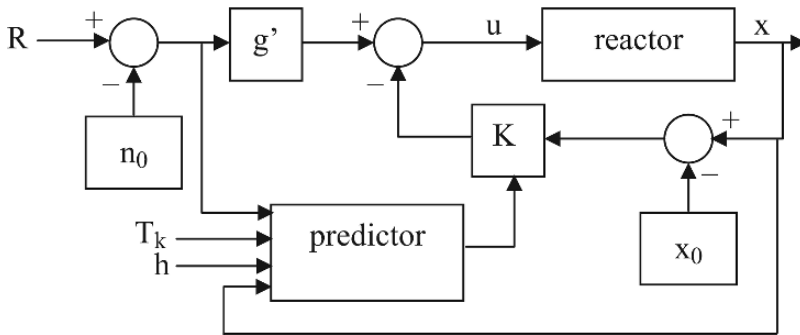 R
+
−
n₀
g’
+
−
u
reactor
x
K
+
−
x₀
Tₖ
h
predictor